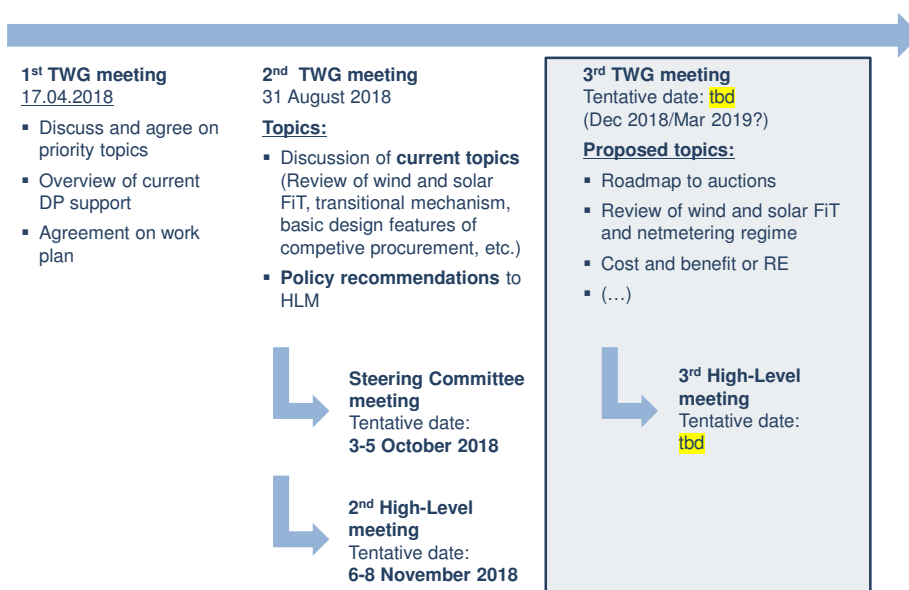 1st TWG meeting
17.04.2018
▪ Discuss and agree on
priority topics
▪ Overview of current
DP support
▪ Agreement on work
plan
2nd TWG meeting
31 August 2018
Topics:
▪ Discussion of current topics
(Review of wind and solar
FiT, transitional mechanism,
basic design features of
competive procurement, etc.)
▪ Policy recommendations to
HLM
Steering Committee
meeting
Tentative date:
3-5 October 2018
2nd High-Level
meeting
Tentative date:
6-8 November 2018
3rd TWG meeting
Tentative date: tbd
(Dec 2018/Mar 2019?)
Proposed topics:
▪ Roadmap to auctions
▪ Review of wind and solar FiT
and netmetering regime
▪ Cost and benefit or RE
▪ (…)
3rd High-Level
meeting
Tentative date:
tbd